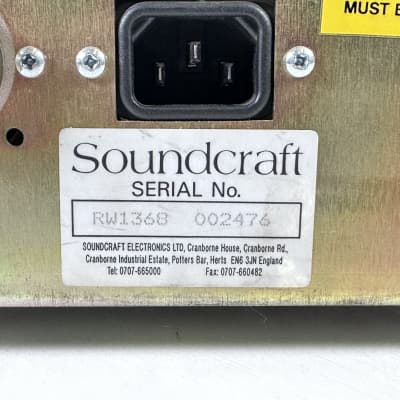 MUST B
Soundcraft
SERIAL No.
RW1368 002476
SOUNDCRAFT ELECTRONICS LTD, Cranborne House, Cranborne Rd.,
Cranborne Industrial Estate, Potters Bar, Herts EN6 3JN England
Tel: 0707-665000 Fax: 0707-660482